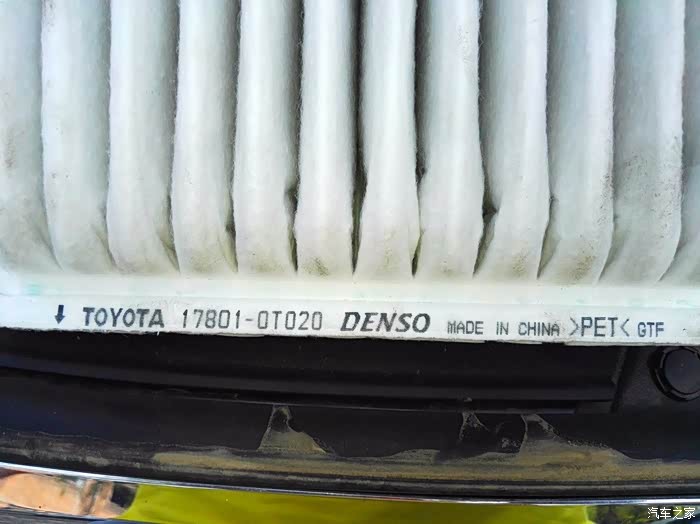 ↓ TOYOTA 17801-0T020 DENSO MADE IN CHINA >PET< GTF
汽车之家